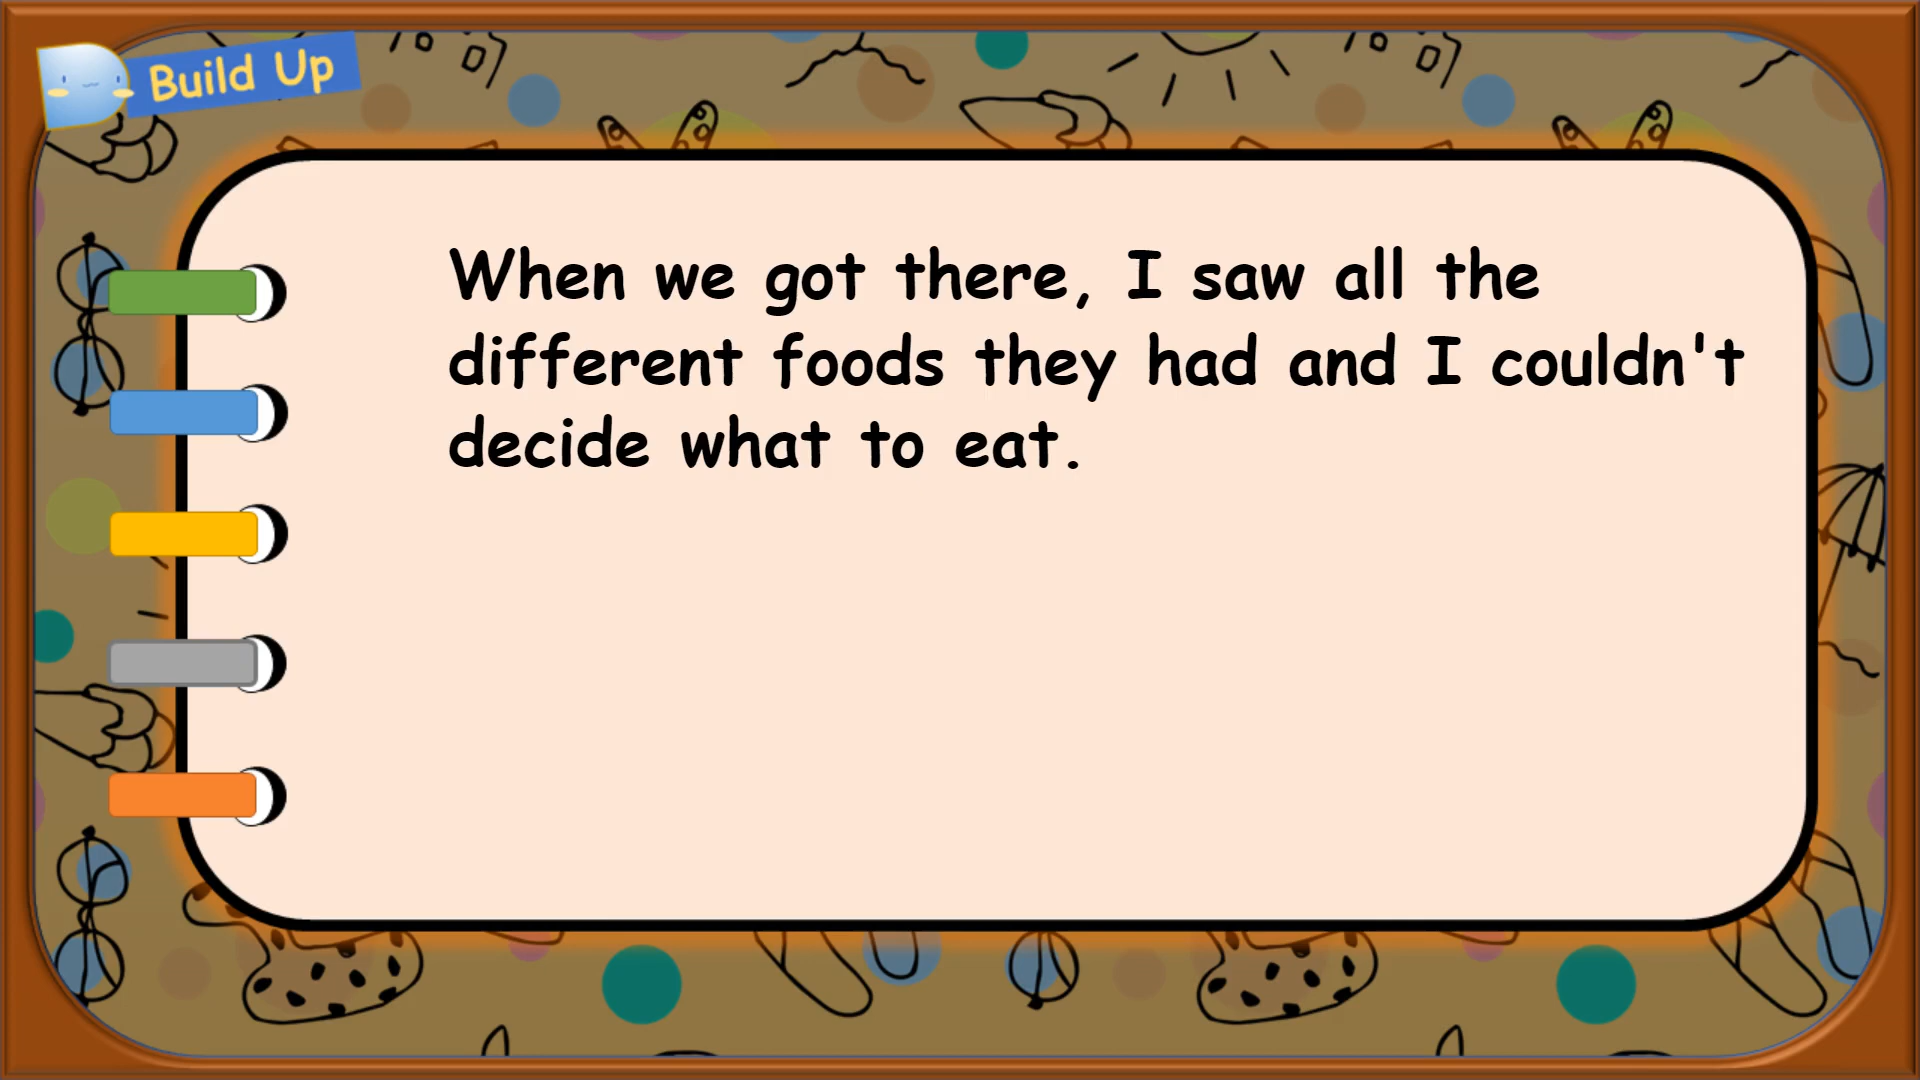 Build Up
When we got there, I saw all the
different foods they had and I couldn't
decide what to eat.